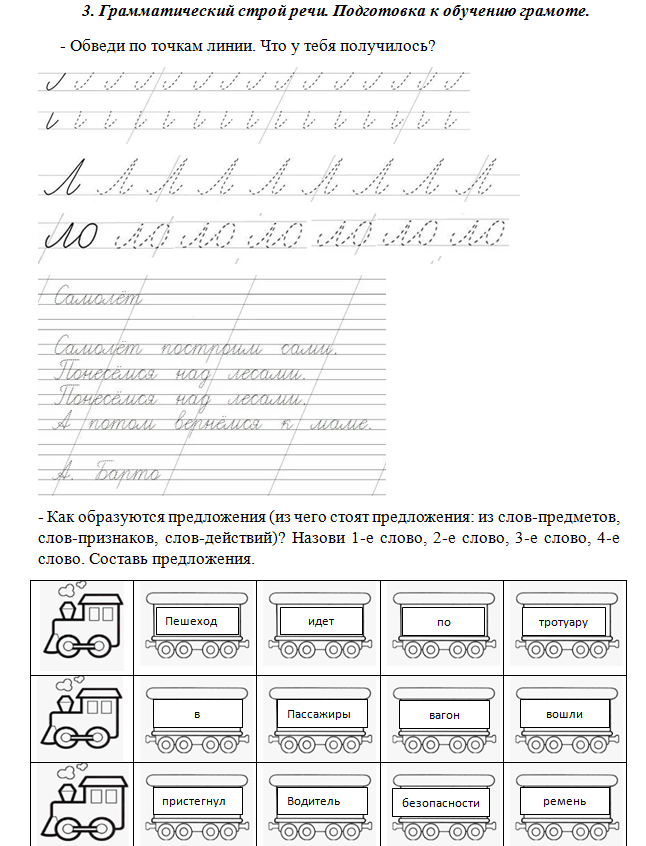 3. Грамматический строй речи. Подготовка к обучению грамоте.
- Обведи по точкам линии. Что у тебя получилось?
Л Л Л Л Л Л Л Л Л
ло ло ло ло ло ло ло
Самолёт
Самолёт построим сами.
Понесёмся над лесами.
Понесёмся над лесами.
А потом вернёмся к маме.
А. Барто
- Как образуются предложения (из чего стоят предложения: из слов-предметов,
слов-признаков, слов-действий)? Назови 1-е слово, 2-е слово, 3-е слово, 4-е
слово. Составь предложения.
Пешеход идет по тротуару
в Пассажиры вагон вошли
пристегнул Водитель безопасности ремень